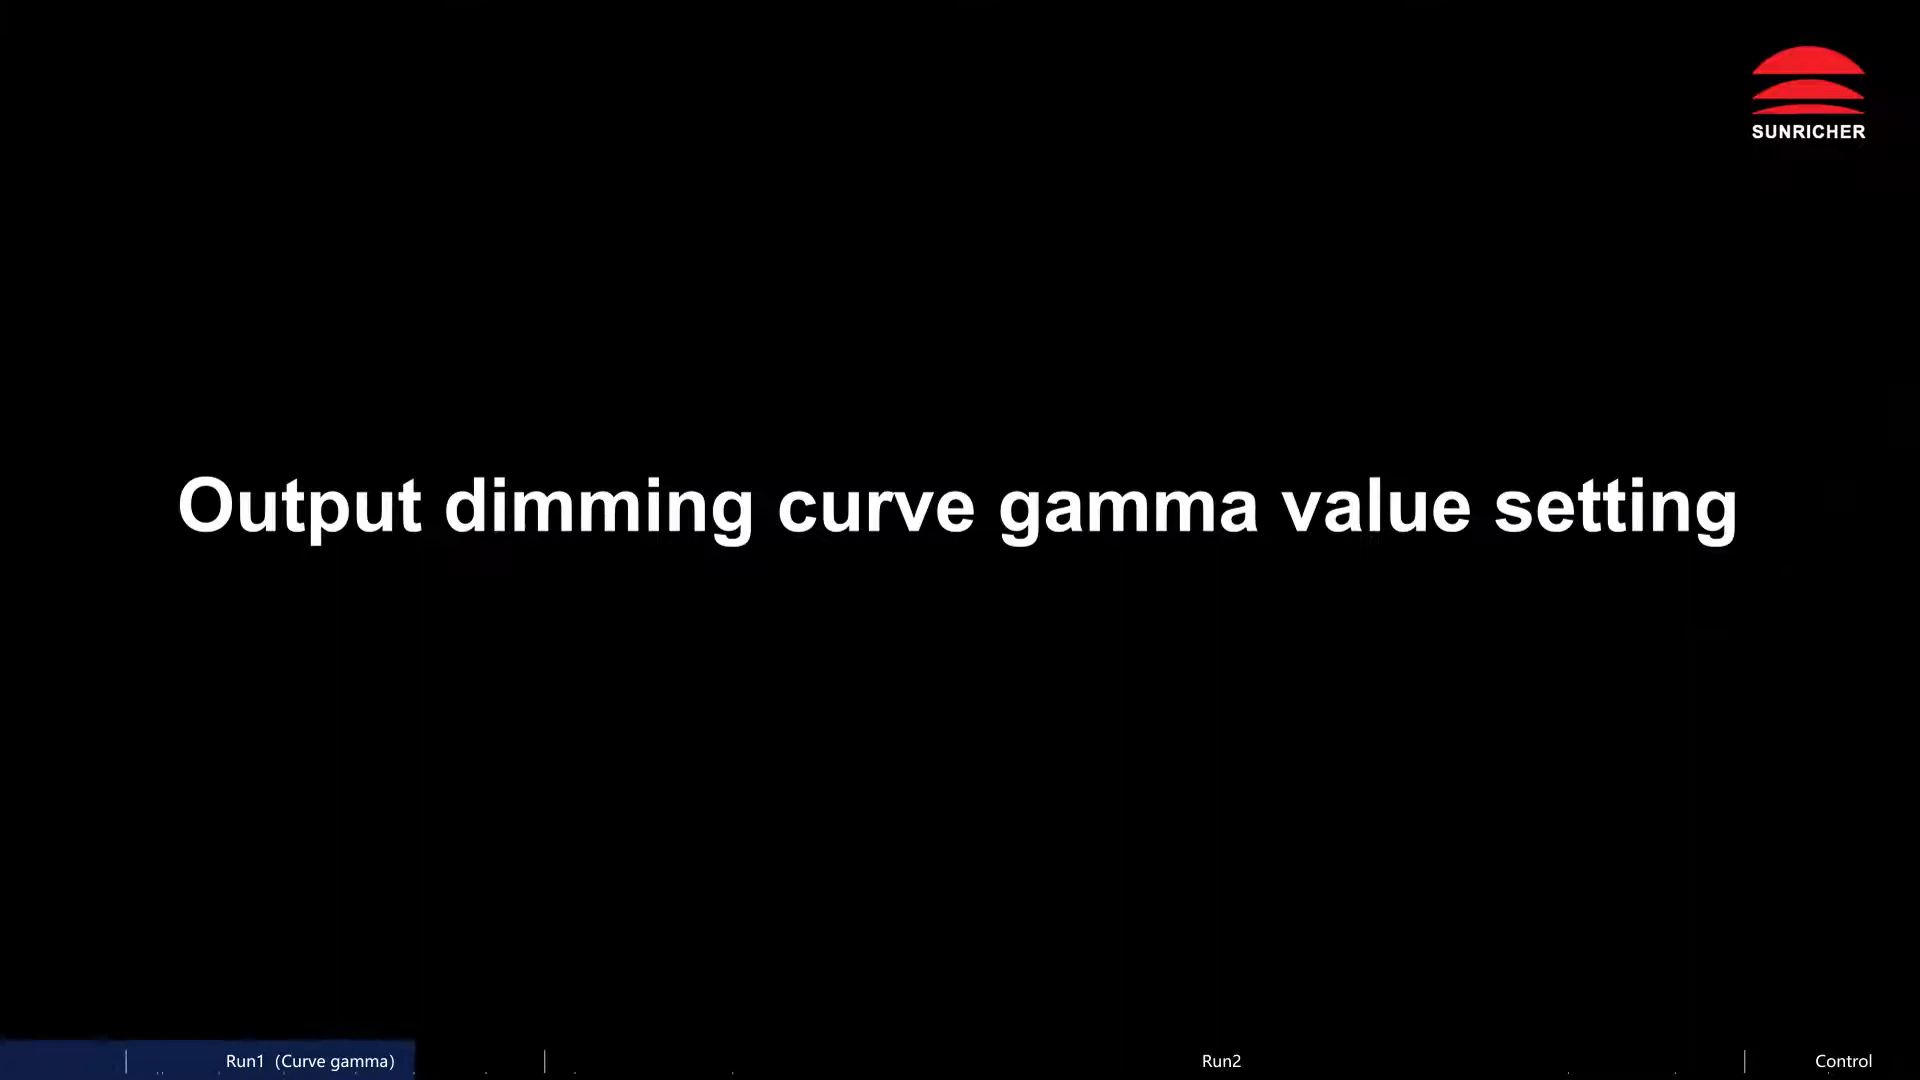 SUNRICHER
Output dimming curve gamma value setting
Run1 (Curve gamma)
Run2
Control